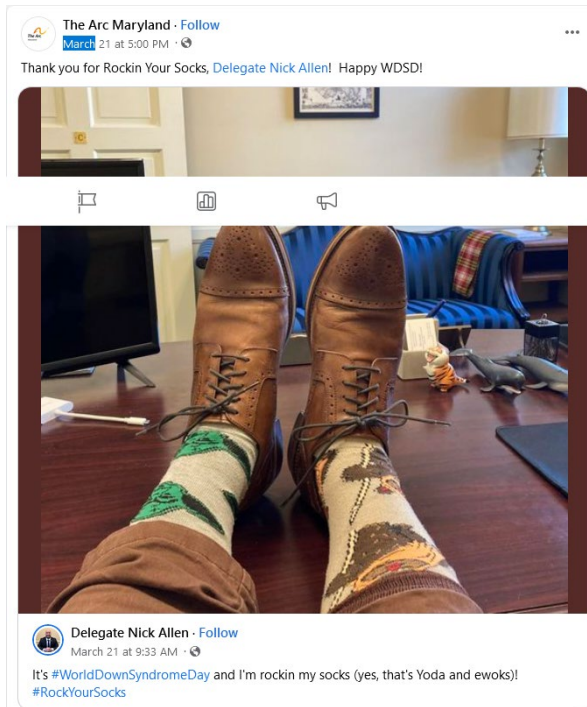 The Arc Maryland · Follow
March 21 at 5:00 PM ·
Thank you for Rockin Your Socks, Delegate Nick Allen! Happy WDSD!
Delegate Nick Allen · Follow
March 21 at 9:33 AM ·
It's #WorldDownSyndromeDay and I'm rockin my socks (yes, that's Yoda and ewoks)!
#RockYourSocks